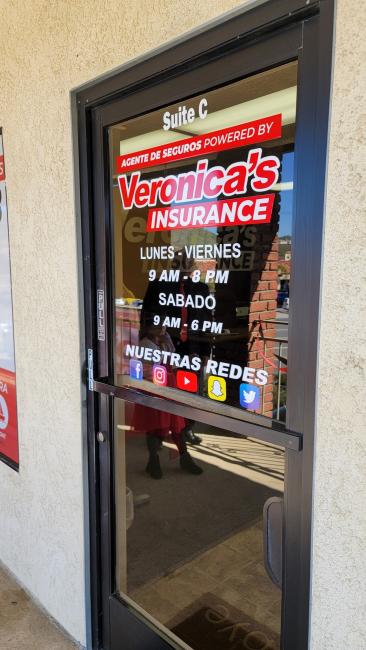 Suite C
AGENTE DE SEGUROS POWERED BY
Veronica's
INSURANCE
LUNES - VIERNES
9 AM - 8 PM
SABADO
9 AM - 6 PM
PULL
NUESTRAS REDES